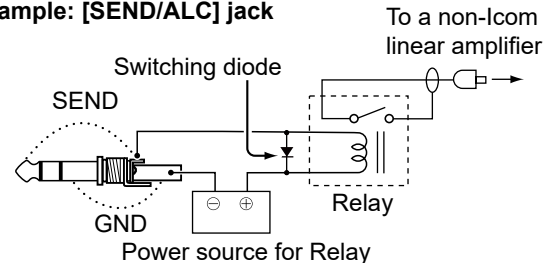 ample: [SEND/ALC] jack
To a non-Icom
linear amplifier
Switching diode
SEND
GND
⊖ ⊕
Relay
Power source for Relay